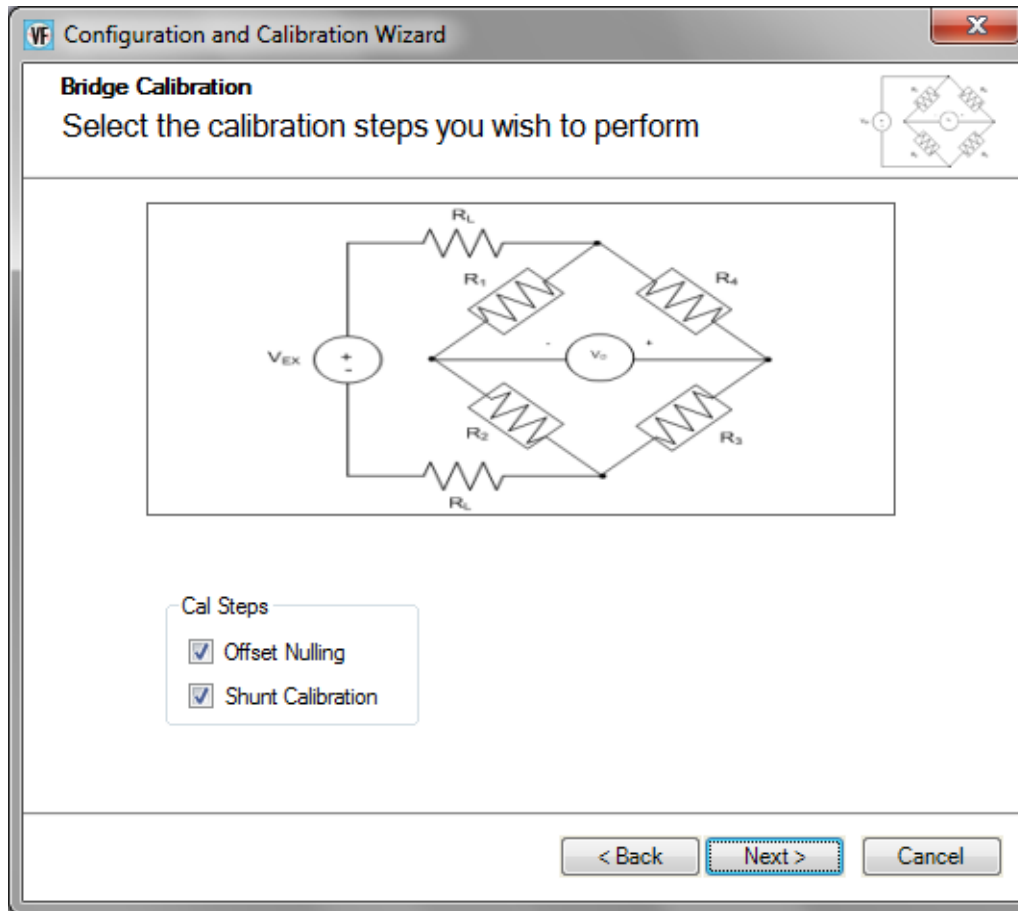 VF Configuration and Calibration Wizard
Bridge Calibration
Select the calibration steps you wish to perform
RL
R1
R4
VEX
+
-
-
+
Vo
R2
R3
RL
Cal Steps
Offset Nulling
Shunt Calibration
< Back
Next >
Cancel